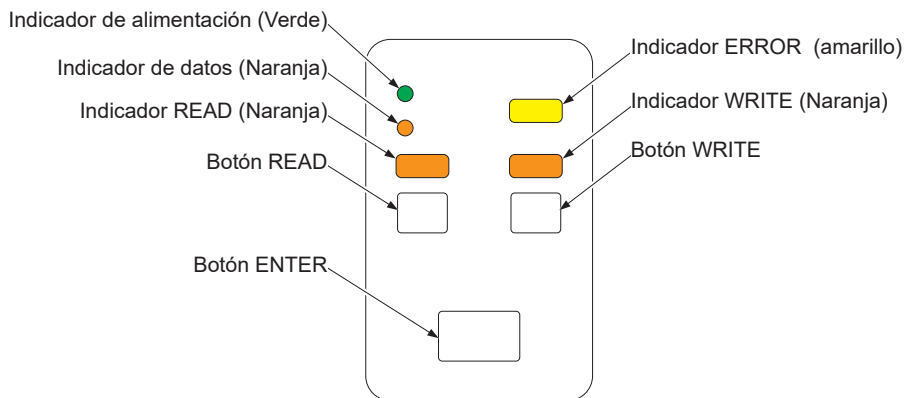 Indicador de alimentación (Verde)
Indicador de datos (Naranja)
Indicador READ (Naranja)
Botón READ
Botón ENTER
Indicador ERROR  (amarillo)
Indicador WRITE (Naranja)
Botón WRITE